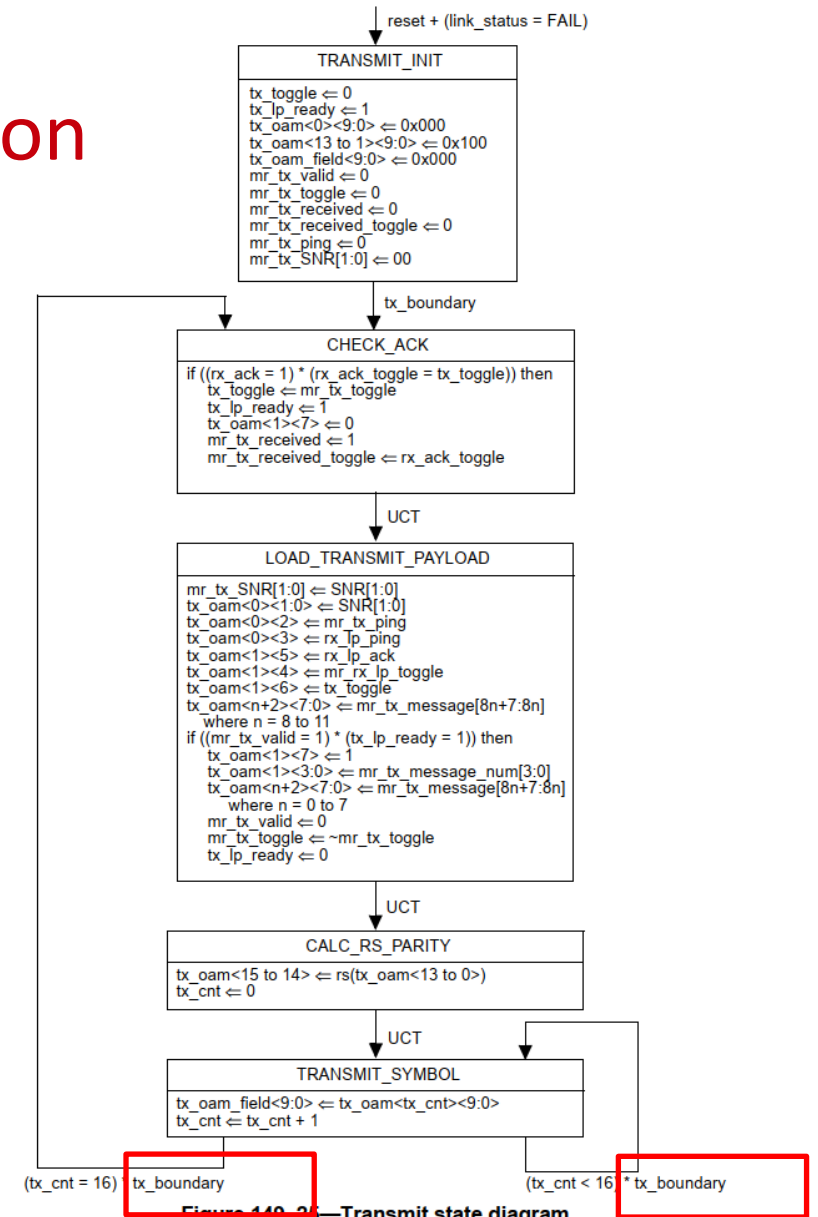 reset + (link_status = FAIL)
on
TRANSMIT_INIT
tx_toggle ⇐ 0
tx_lp_ready ⇐ 1
tx_oam<0><9:0> ⇐ 0x000
tx_oam<13 to 1><9:0> ⇐ 0x100
tx_oam_field<9:0> ⇐ 0x000
mr_tx_valid ⇐ 0
mr_tx_toggle ⇐ 0
mr_tx_received ⇐ 0
mr_tx_received_toggle ⇐ 0
mr_tx_ping ⇐ 0
mr_tx_SNR[1:0] ⇐ 00
tx_boundary
CHECK_ACK
if ((rx_ack = 1) * (rx_ack_toggle = tx_toggle)) then
tx_toggle ⇐ mr_tx_toggle
tx_lp_ready ⇐ 1
tx_oam<1><7> ⇐ 0
mr_tx_received ⇐ 1
mr_tx_received_toggle ⇐ rx_ack_toggle
UCT
LOAD_TRANSMIT_PAYLOAD
mr_tx_SNR[1:0] ⇐ SNR[1:0]
tx_oam<0><1:0> ⇐ SNR[1:0]
tx_oam<0><2> ⇐ mr_tx_ping
tx_oam<0><3> ⇐ rx_lp_ping
tx_oam<1><5> ⇐ rx_lp_ack
tx_oam<1><4> ⇐ mr_rx_lp_toggle
tx_oam<1><6> ⇐ tx_toggle
tx_oam<n+2><7:0> ⇐ mr_tx_message[8n+7:8n]
where n = 8 to 11
if ((mr_tx_valid = 1) * (tx_lp_ready = 1)) then
tx_oam<1><7> ⇐ 1
tx_oam<1><3:0> ⇐ mr_tx_message_num[3:0]
tx_oam<n+2><7:0> ⇐ mr_tx_message[8n+7:8n]
where n = 0 to 7
mr_tx_valid ⇐ 0
mr_tx_toggle ⇐ ~mr_tx_toggle
tx_lp_ready ⇐ 0
UCT
CALC_RS_PARITY
tx_oam<15 to 14> ⇐ rs(tx_oam<13 to 0>)
tx_cnt ⇐ 0
UCT
TRANSMIT_SYMBOL
tx_oam_field<9:0> ⇐ tx_oam<tx_cnt><9:0>
tx_cnt ⇐ tx_cnt + 1
(tx_cnt = 16) * tx_boundary
(tx_cnt < 16) * tx_boundary
Figure 149–25—Transmit state diagram